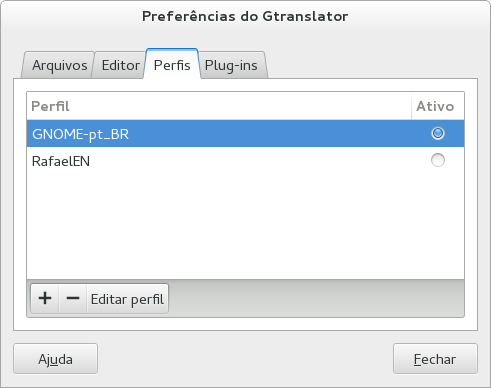 Preferências do Gtranslator
Arquivos Editor Perfis Plug-ins
Perfil Ativo
GNOME-pt_BR
RafaelEN
Editar perfil
Ajuda Fechar